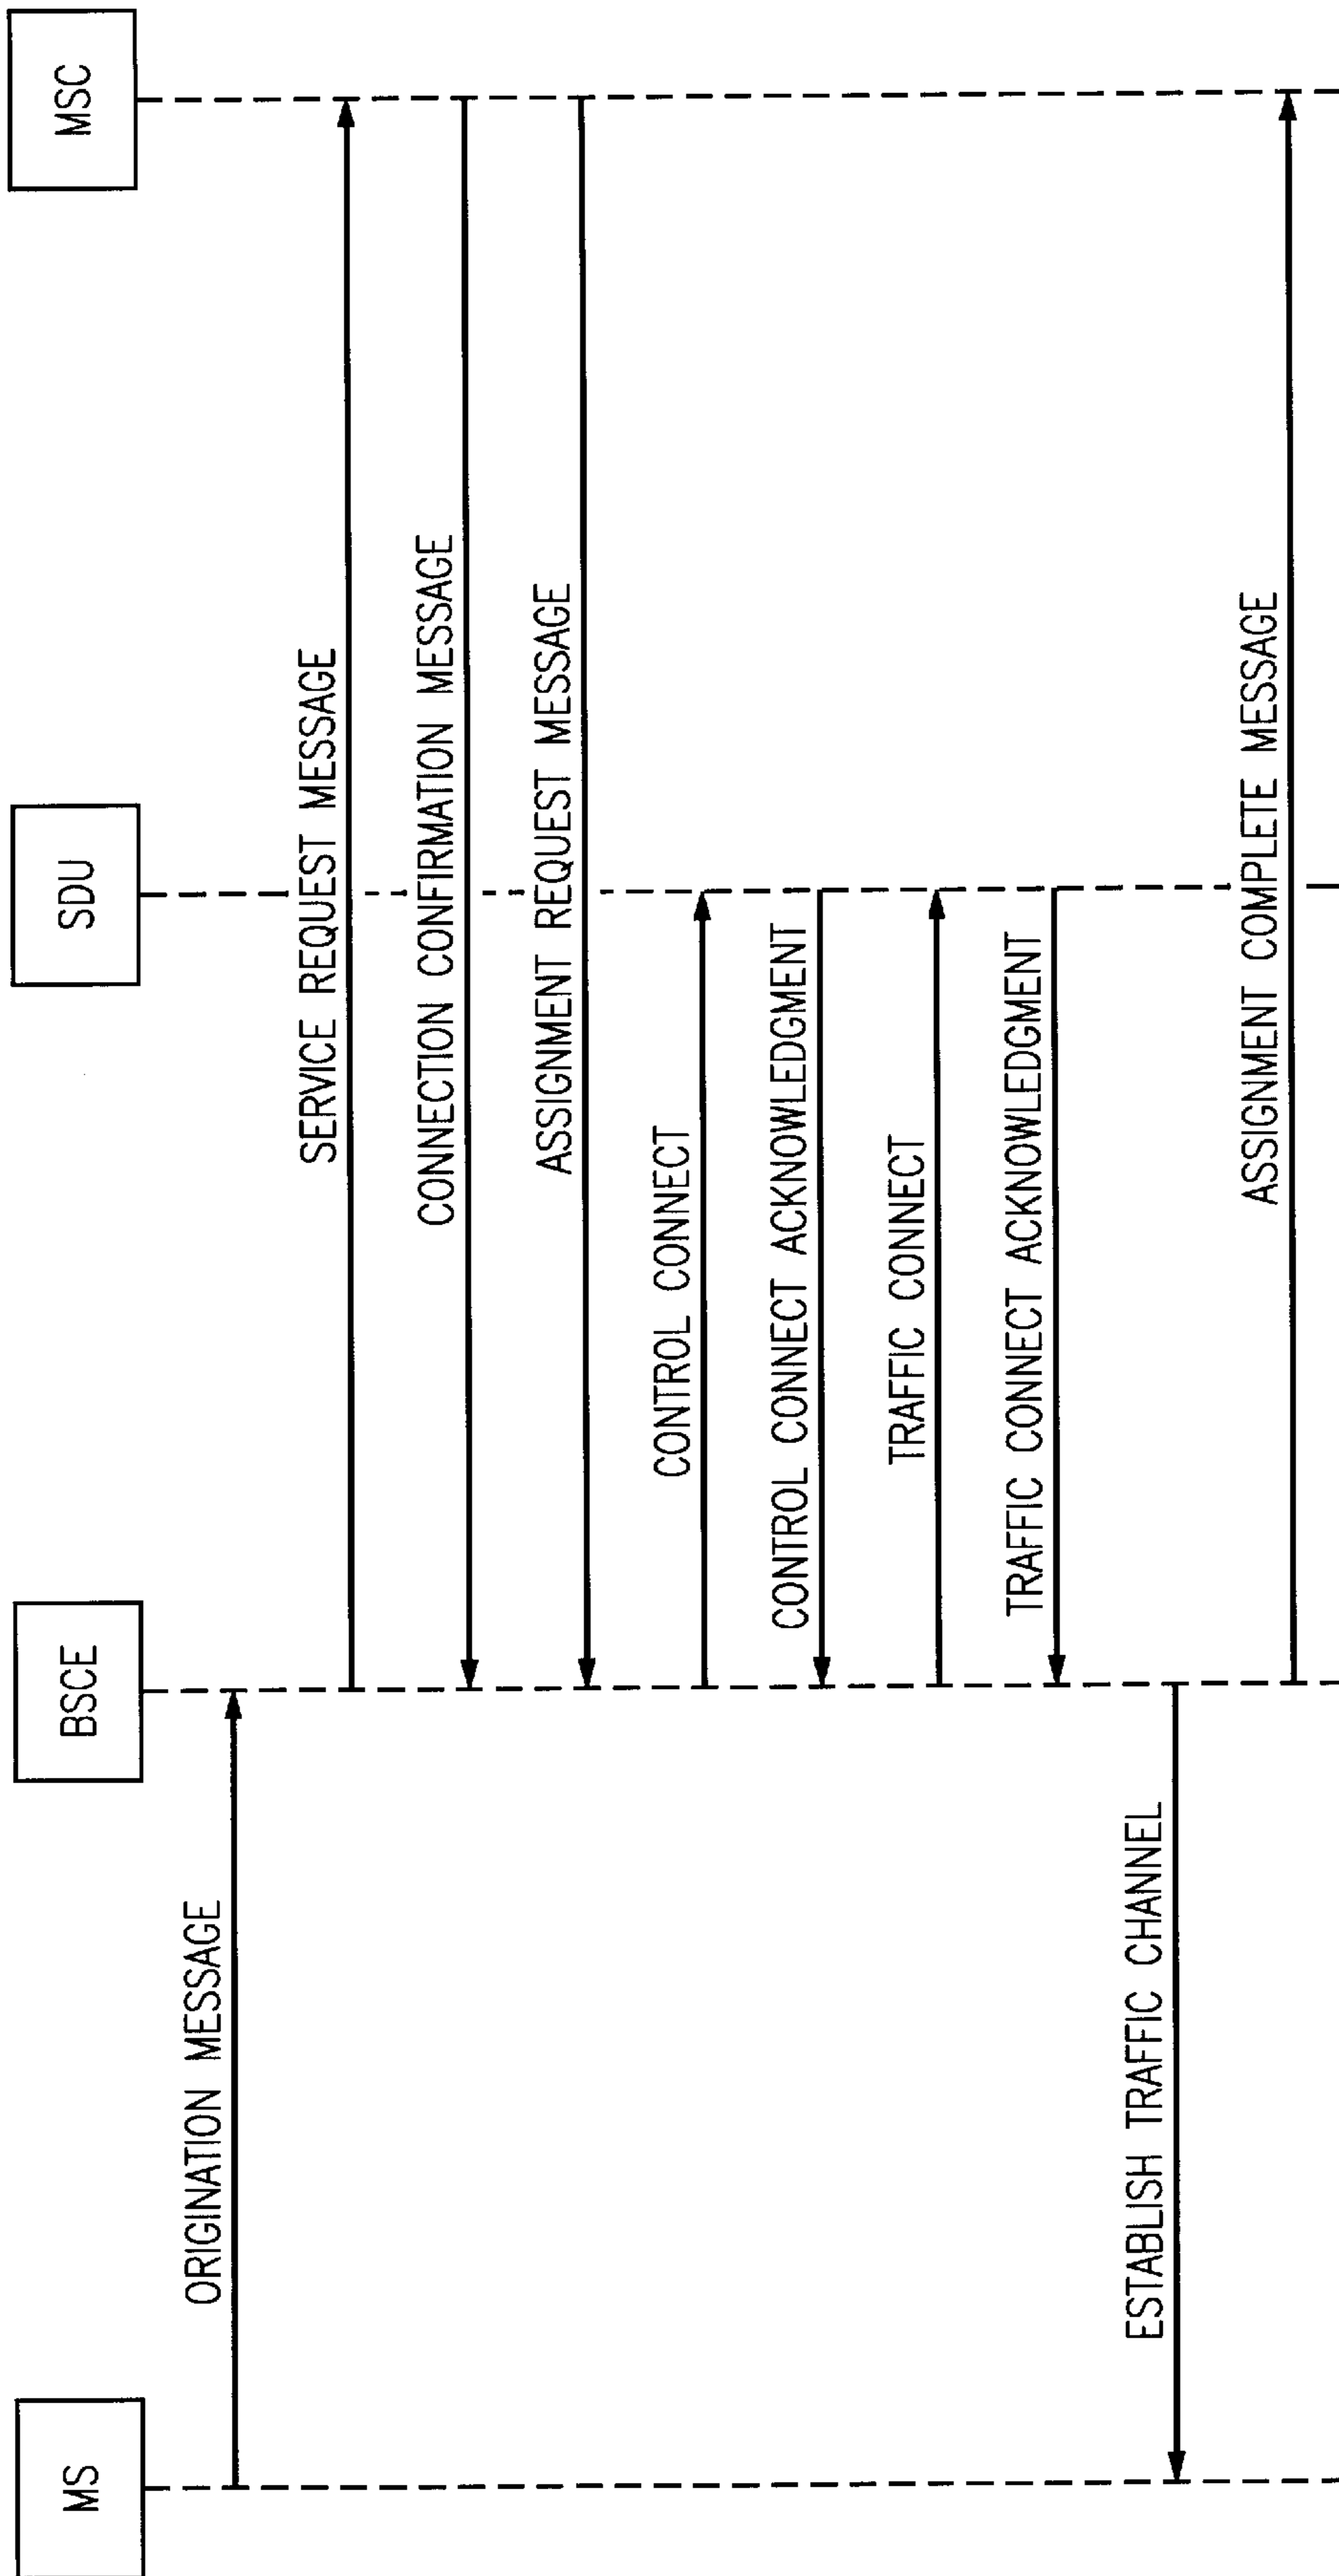 MS
BSCE
SDU
MSC
ORIGINATION MESSAGE
SERVICE REQUEST MESSAGE
CONNECTION CONFIRMATION MESSAGE
ASSIGNMENT REQUEST MESSAGE
CONTROL CONNECT
CONTROL CONNECT ACKNOWLEDGMENT
TRAFFIC CONNECT
TRAFFIC CONNECT ACKNOWLEDGMENT
ESTABLISH TRAFFIC CHANNEL
ASSIGNMENT COMPLETE MESSAGE